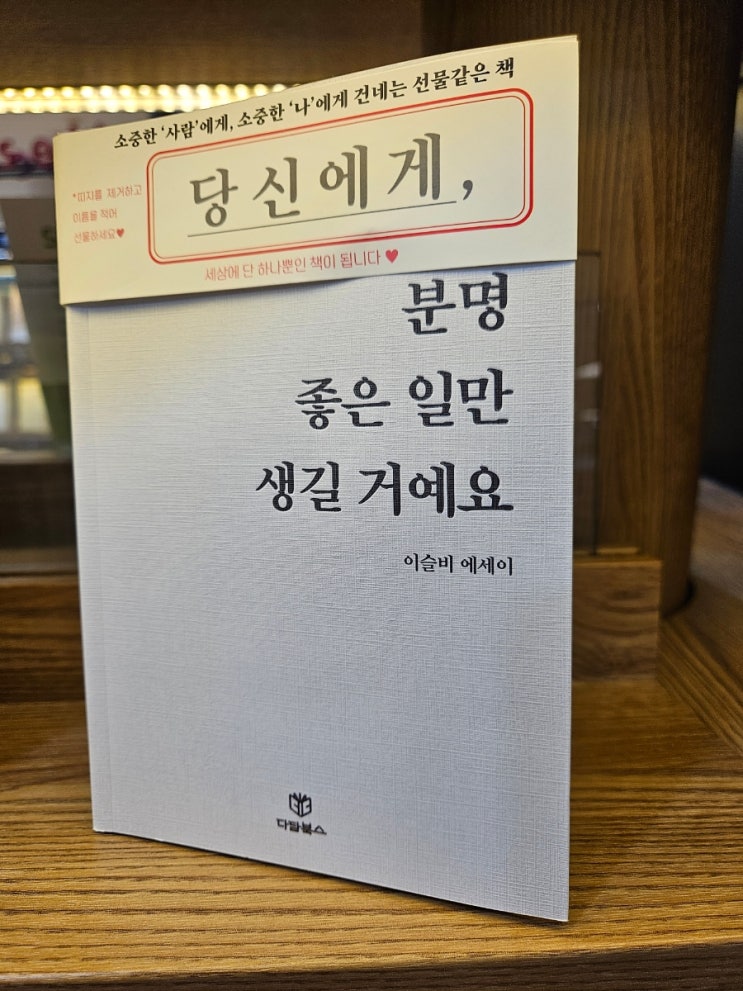 소중한 '사람'에게, 소중한 '나'에게 건네는 선물같은 책
당신에게,
*띠지를 제거하고
이름을 적어
선물하세요♥
세상에 단 하나뿐인 책이 됩니다 ♥
분명
좋은 일만
생길 거예요
이슬비 에세이
다담북스